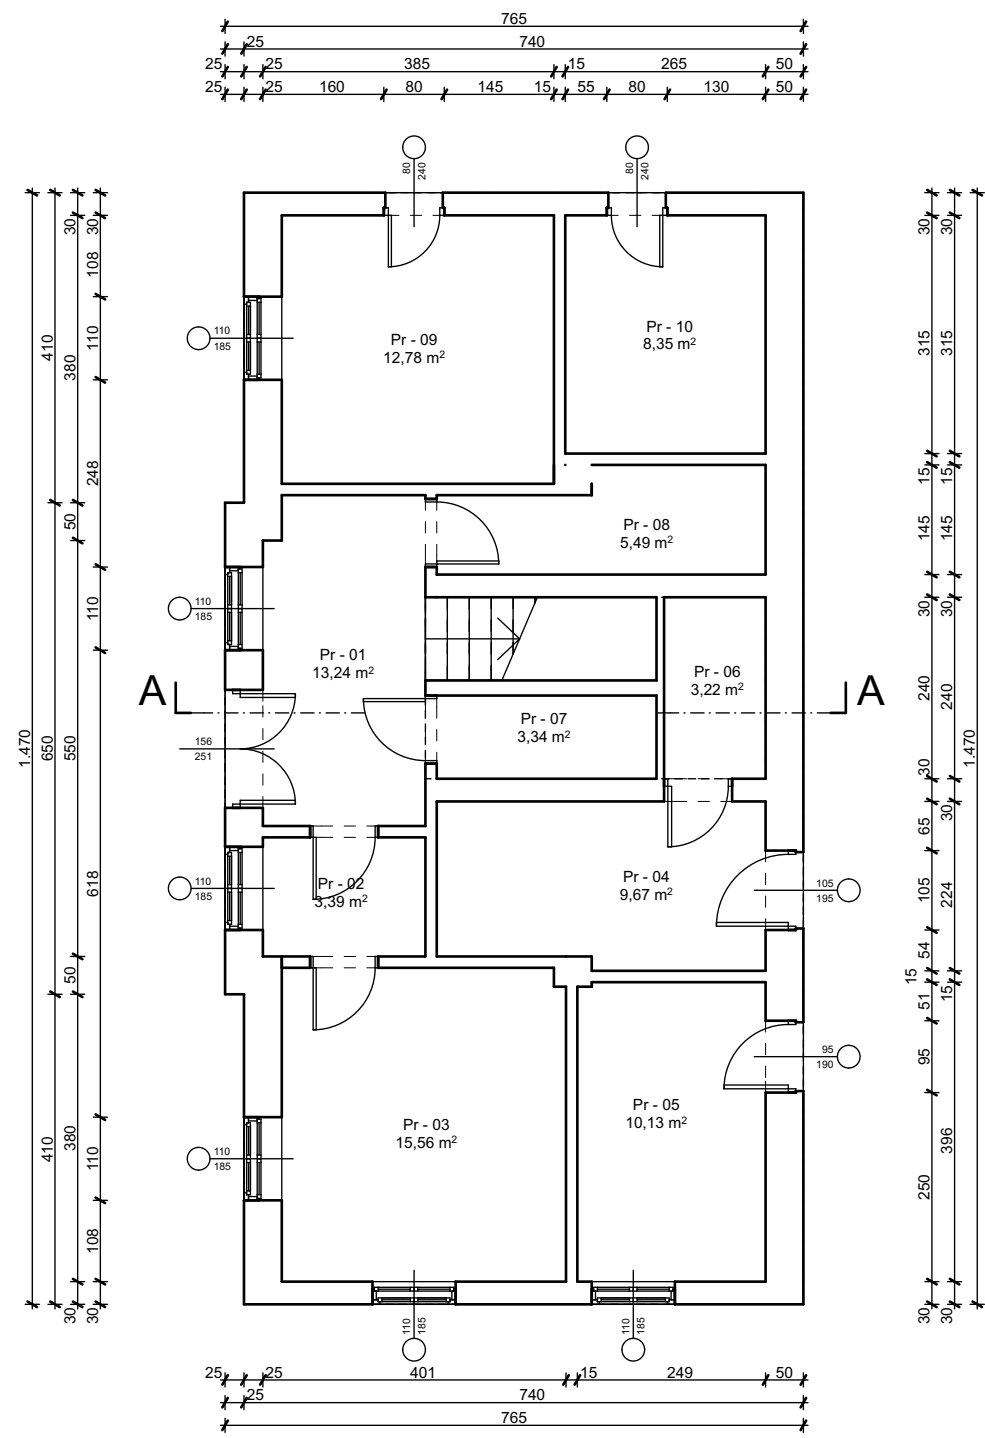 765
25 740
25 25 385 15 265 50
25 25 160 80 145 15 55 80 130 50
80 240
80 240
30 30 30 30
108
110
185
410
380
110
Pr - 09
12,78 m²
Pr - 10
8,35 m²
315 315
248
15 15
50
Pr - 08
5,49 m²
145 145
110
185
110
30 30
Pr - 01
13,24 m²
Pr - 06
3,22 m²
240 240
A A
Pr - 07
3,34 m²
1.470 650 550
156
251
1.470
30 30
65
618
110
185
Pr - 02
3,39 m²
Pr - 04
9,67 m²
105
195
105 224
54
50
15 15
51
95
190
95
Pr - 03
15,56 m²
Pr - 05
10,13 m²
410 380 110
110
185
396
250
108
30 30 30 30
110 185
110 185
25 25 401 15 249 50
25 740
765